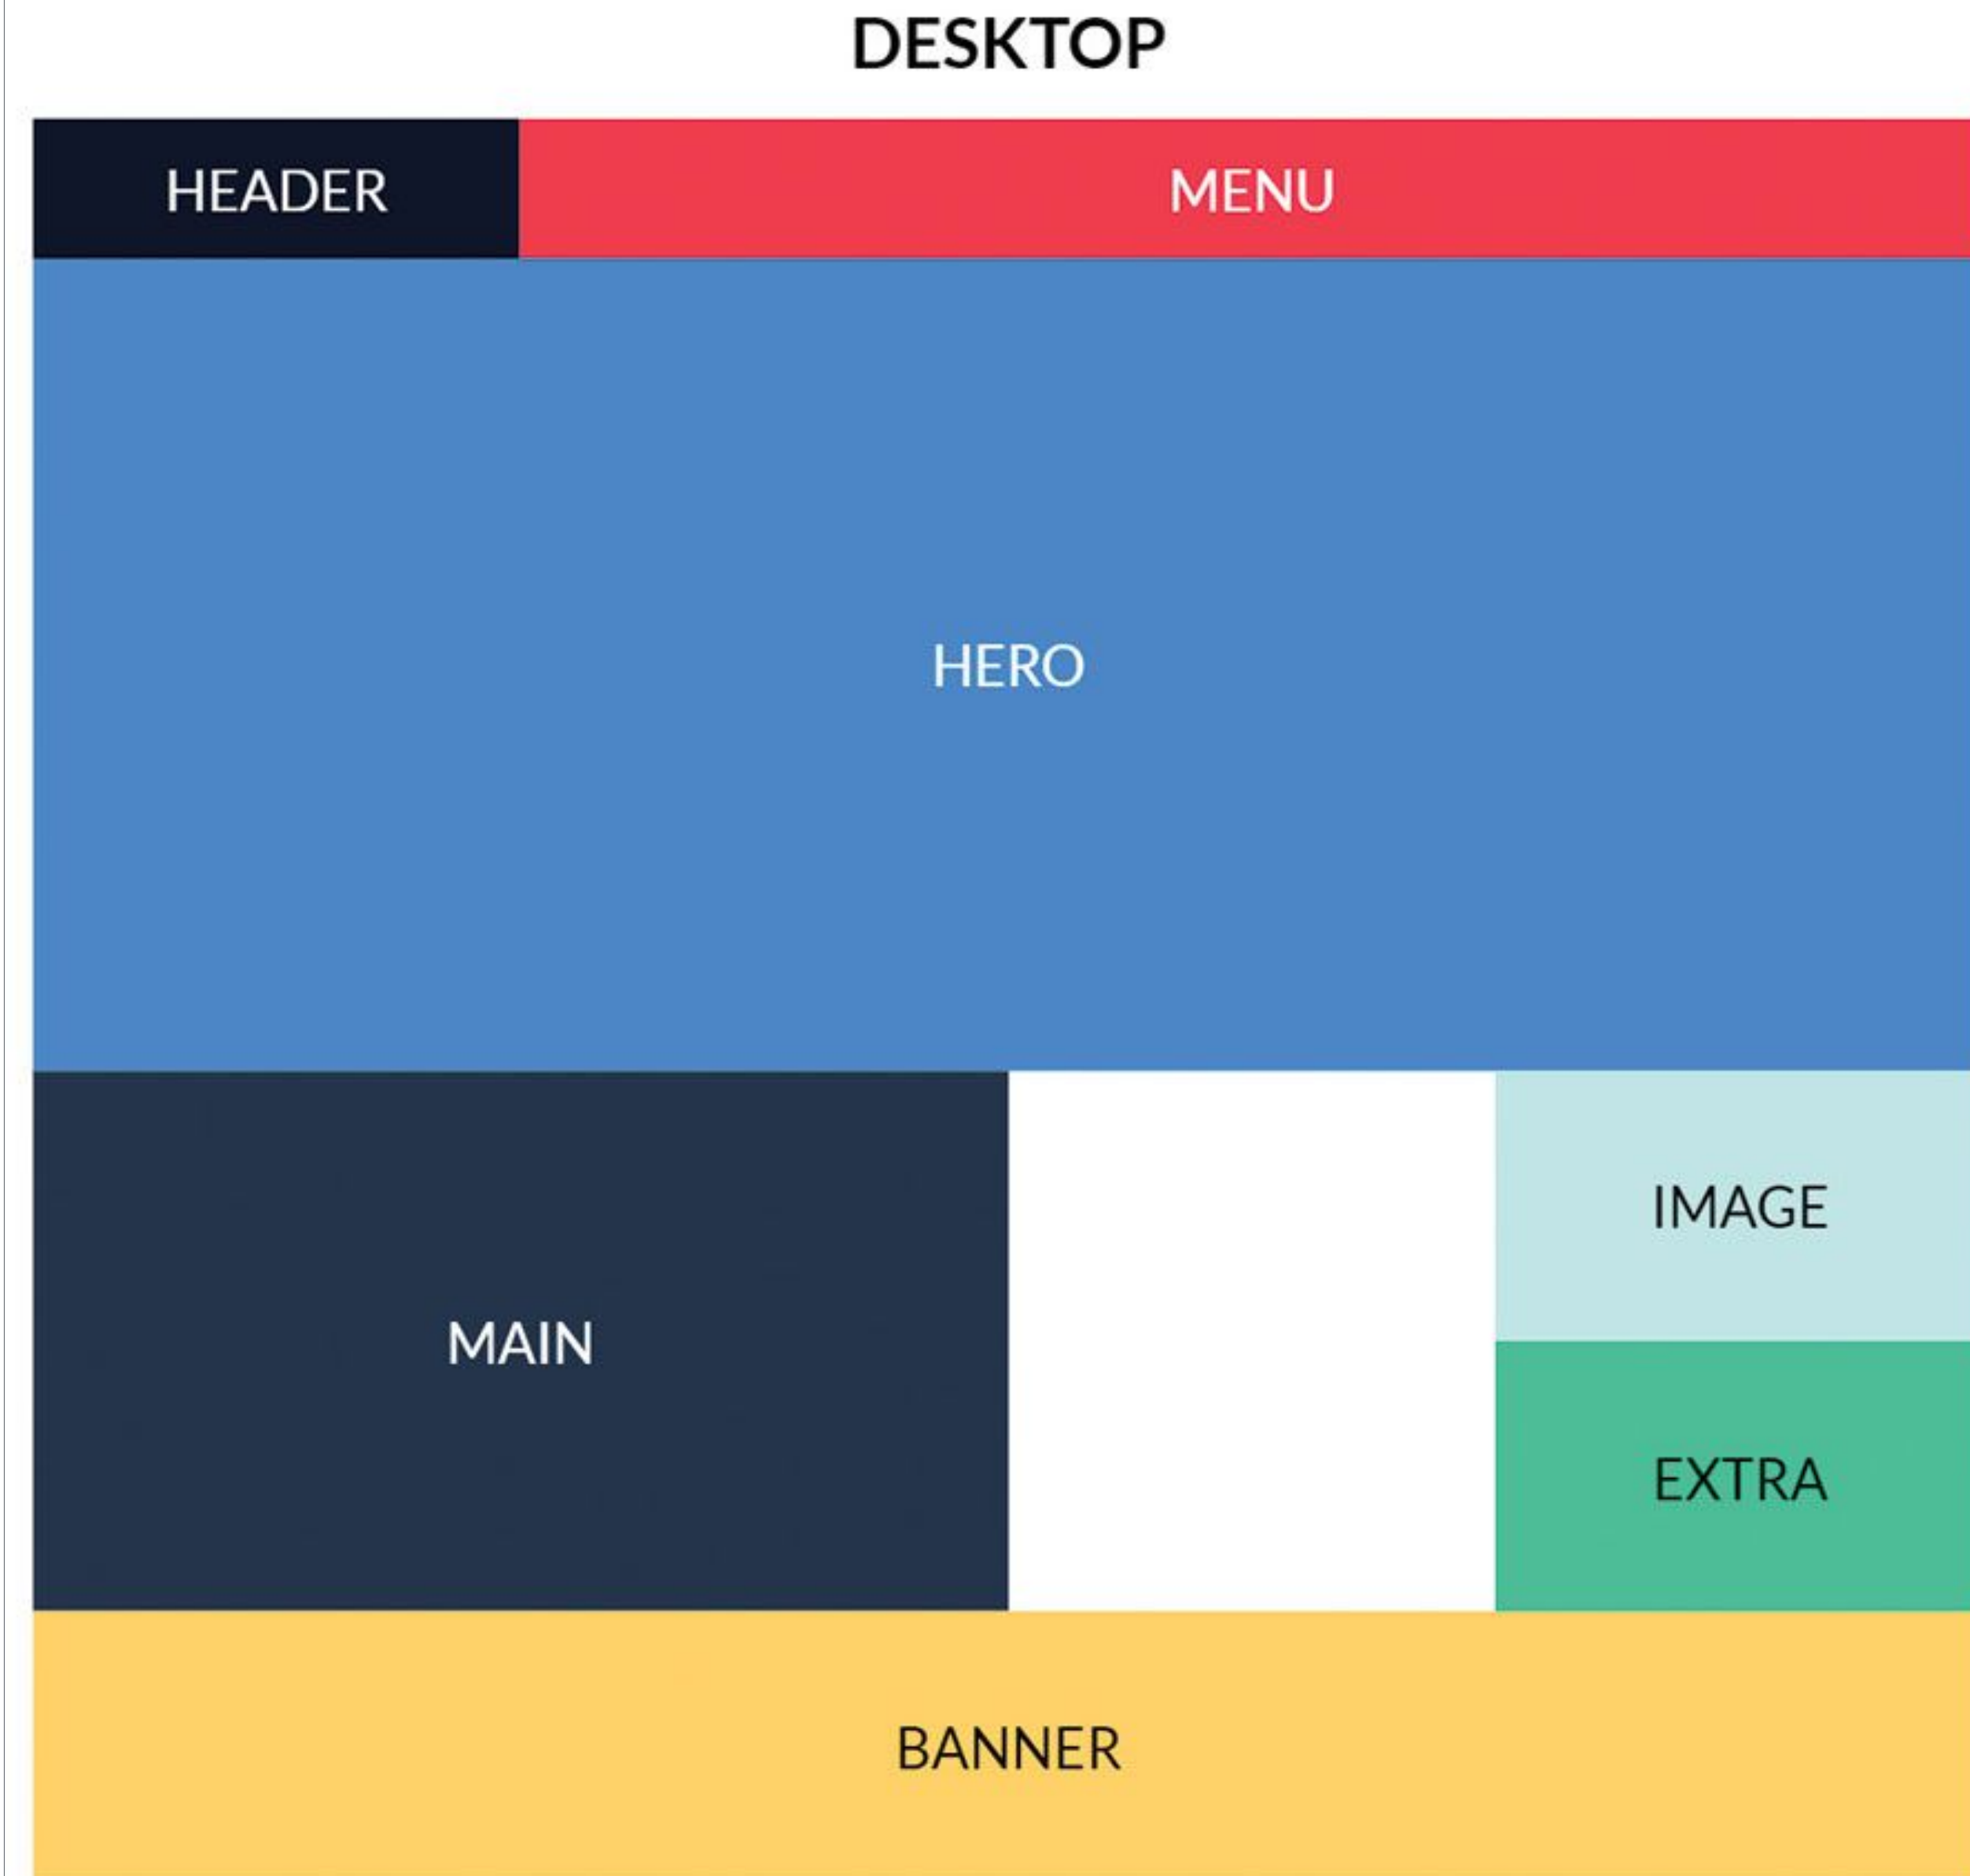 DESKTOP
HEADER
MENU
HERO
MAIN
IMAGE
EXTRA
BANNER